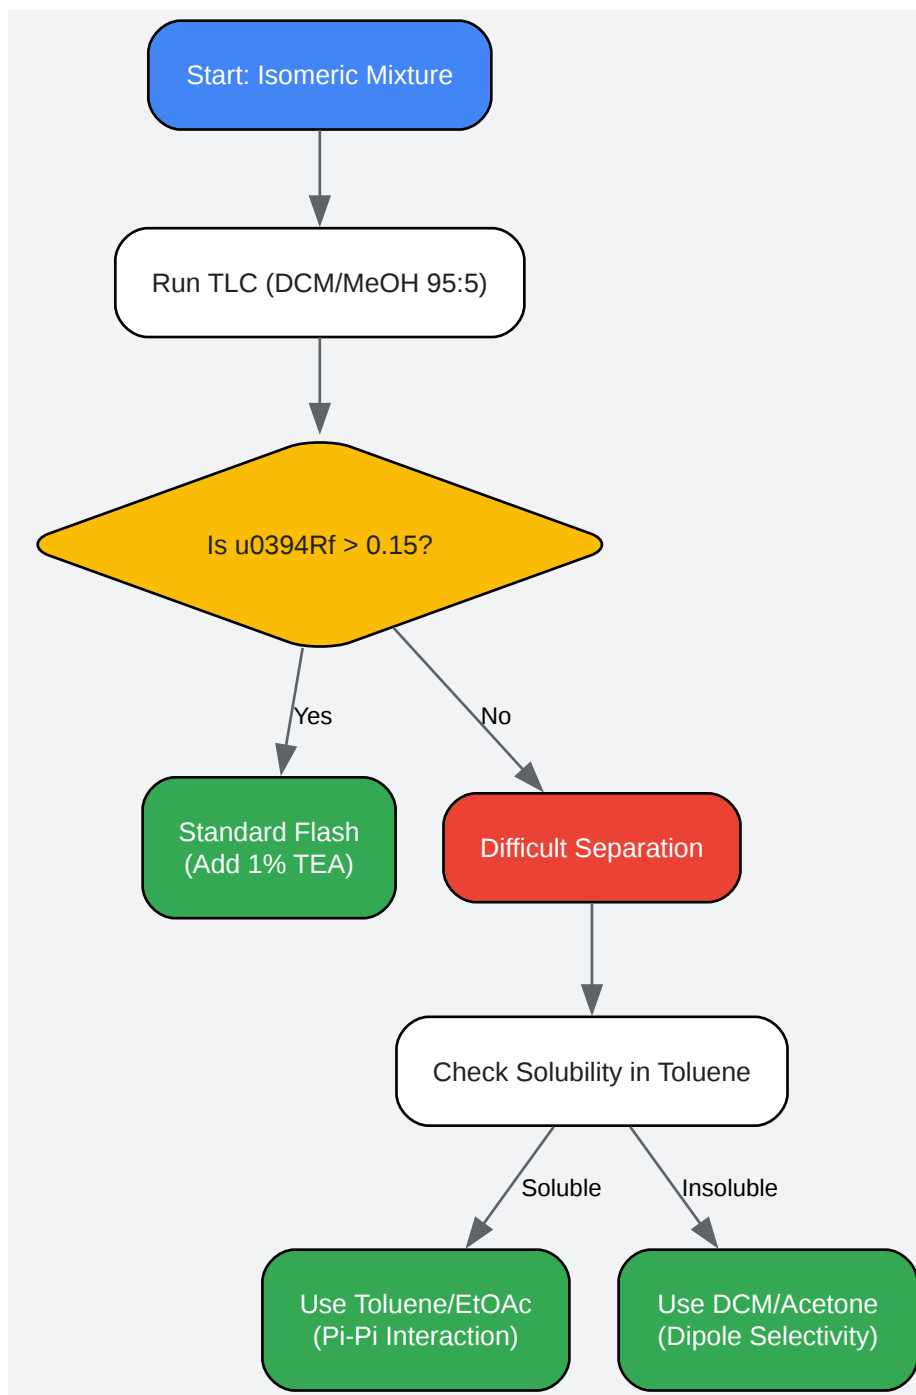 Start: Isomeric Mixture
Run TLC (DCM/MeOH 95:5)
Is u0394Rf > 0.15?
Yes
No
Standard Flash
(Add 1% TEA)
Difficult Separation
Check Solubility in Toluene
Soluble
Insoluble
Use Toluene/EtOAc
(Pi-Pi Interaction)
Use DCM/Acetone
(Dipole Selectivity)